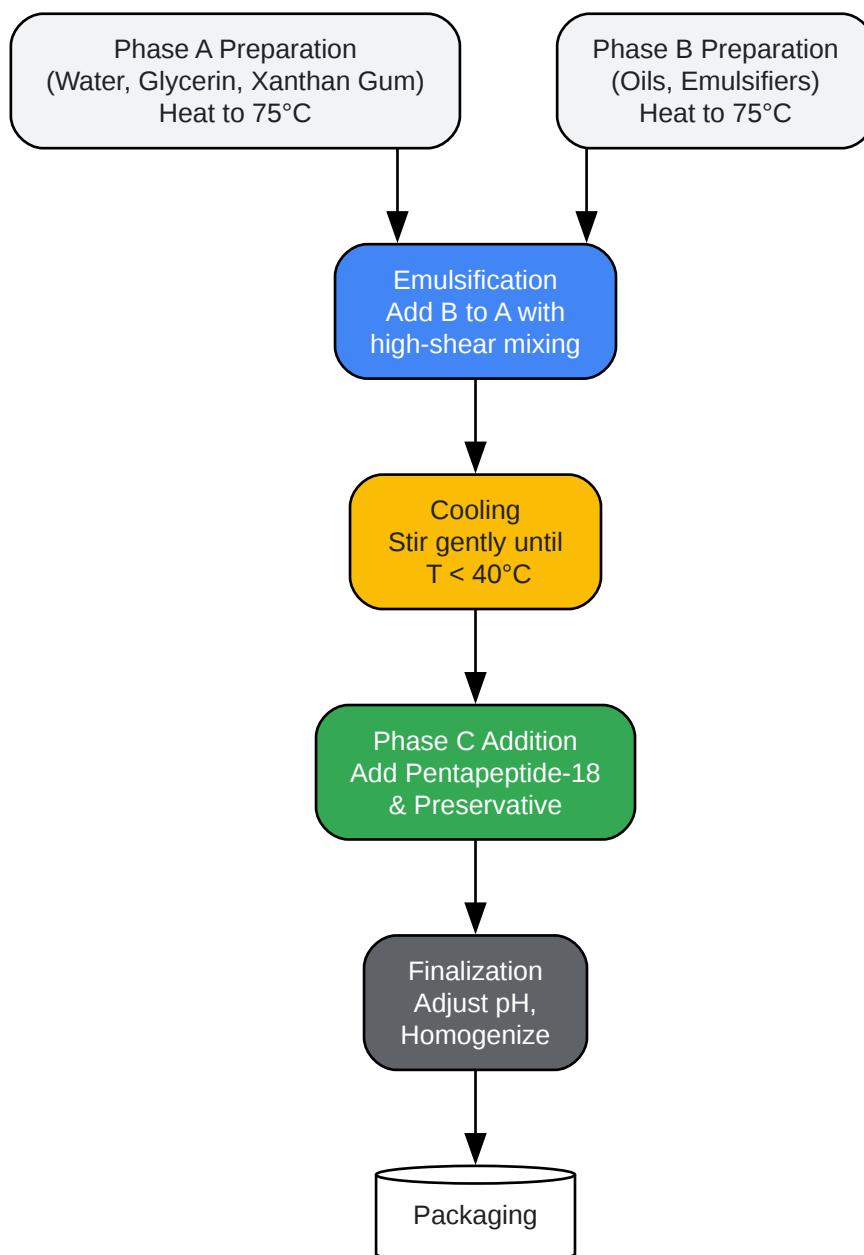 Phase A Preparation
(Water, Glycerin, Xanthan Gum)
Heat to 75°C
Phase B Preparation
(Oils, Emulsifiers)
Heat to 75°C
Emulsification
Add B to A with
high-shear mixing
Cooling
Stir gently until
T < 40°C
Phase C Addition
Add Pentapeptide-18
& Preservative
Finalization
Adjust pH,
Homogenize
Packaging